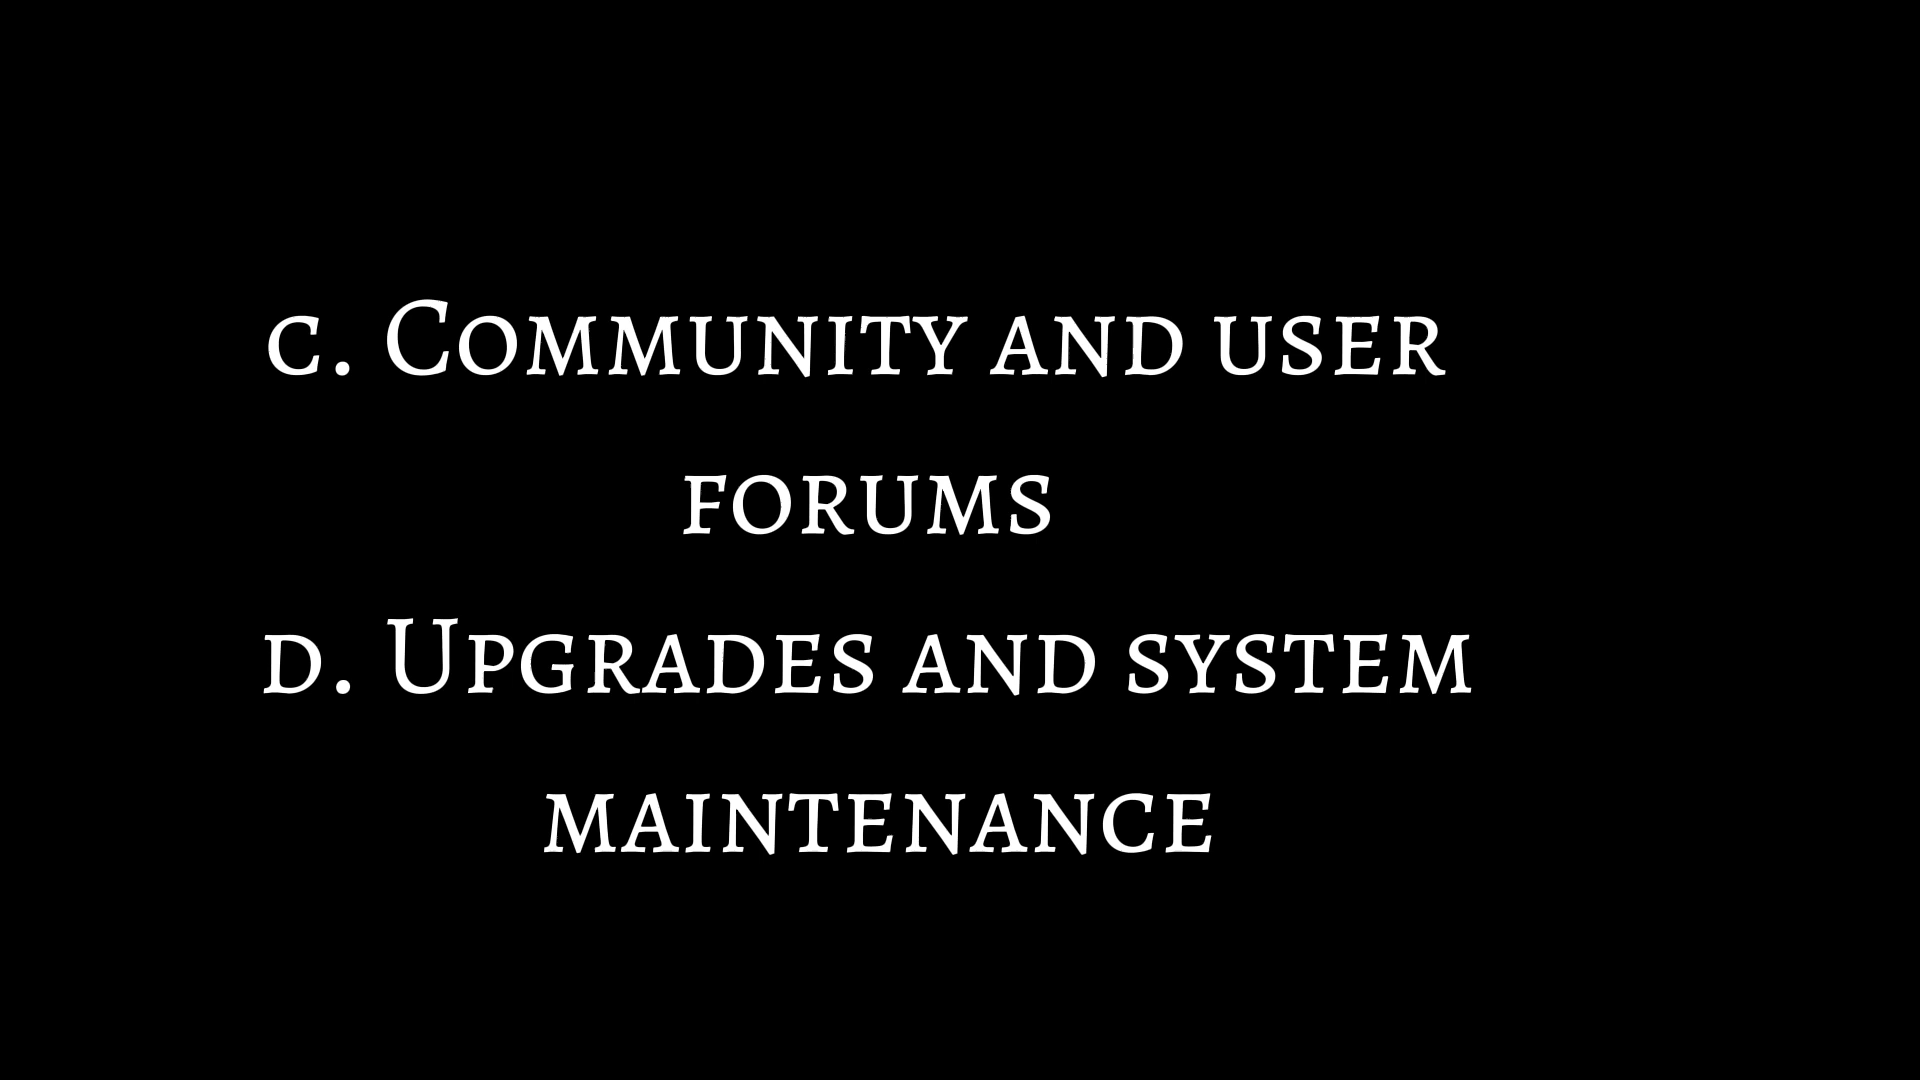 c. Community and user
forums
d. Upgrades and system
maintenance